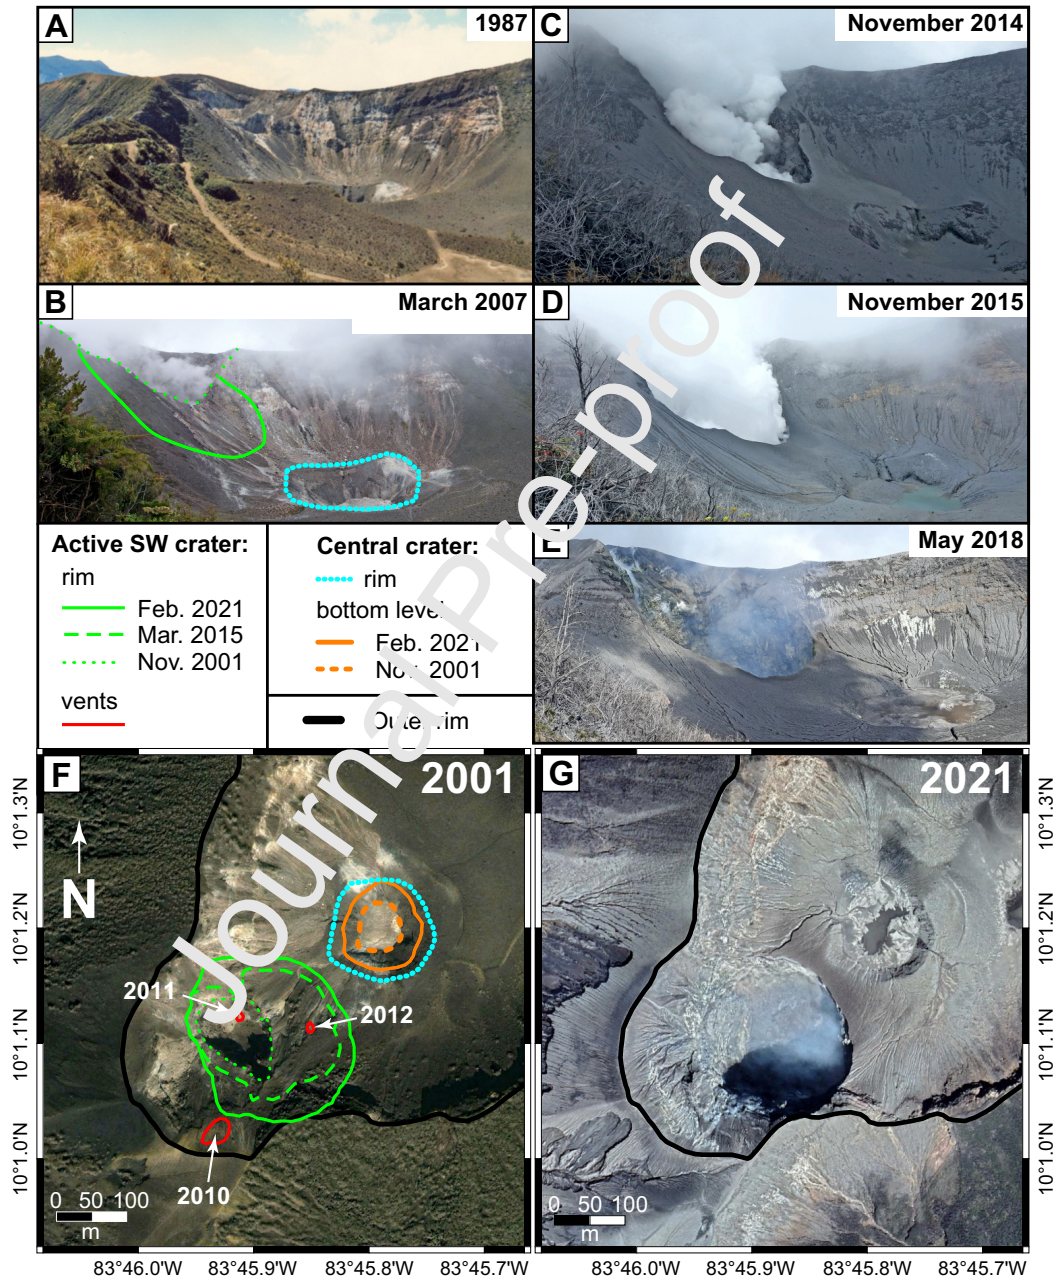 A
1987
C
November 2014
B
March 2007
D
November 2015
E
May 2018
Active SW crater:
rim
Feb. 2021
Mar. 2015
Nov. 2001
vents
Central crater:
rim
bottom level
Feb. 2021
Nov. 2001
Outer rim
Journal Pre-proof
F
2001
N
2011
2012
2010
0 50 100
m
10°1.3'N
10°1.2'N
10°1.1'N
10°1.0'N
83°46.0'W 83°45.9'W 83°45.8'W 83°45.7'W
G
2021
0 50 100
m
10°1.3'N
10°1.2'N
10°1.1'N
10°1.0'N
83°46.0'W 83°45.9'W 83°45.8'W 83°45.7'W